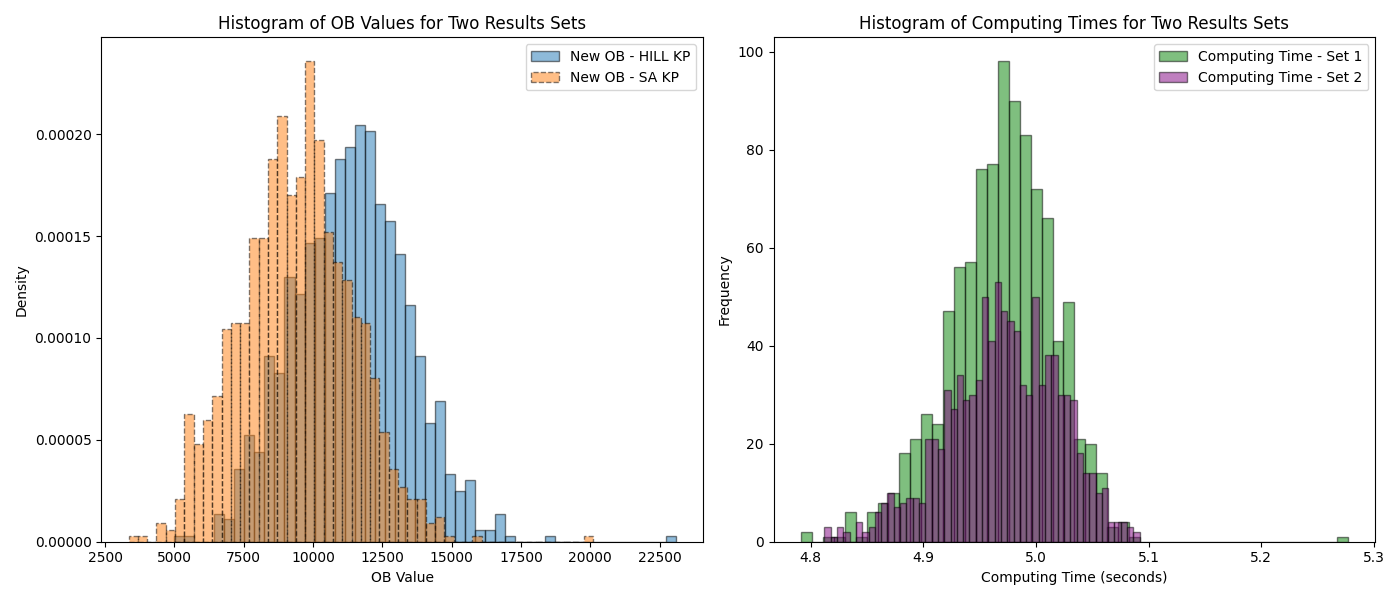 Histogram of OB Values for Two Results Sets
New OB - HILL KP
New OB - SA KP
Density
0.00020
0.00015
0.00010
0.00005
0.00000
2500 5000 7500 10000 12500 15000 17500 20000 22500
OB Value
Histogram of Computing Times for Two Results Sets
Computing Time - Set 1
Computing Time - Set 2
Frequency
100
80
60
40
20
0
4.8 4.9 5.0 5.1 5.2 5.3
Computing Time (seconds)